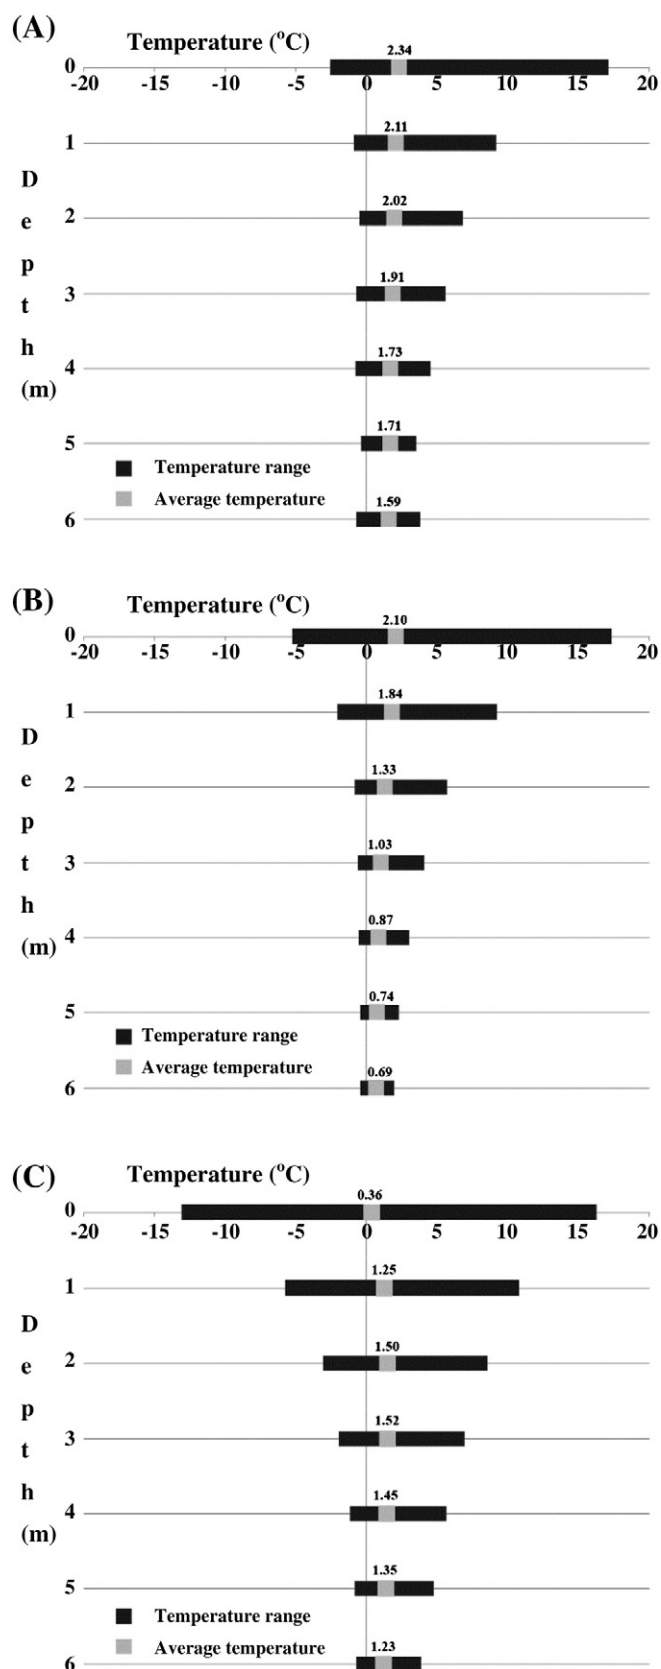 (A)
Temperature (°C)
2.34
0
-20 -15 -10 -5 0 5 10 15 20
2.11
1
2.02
2
1.91
3
1.73
4
1.71
5
1.59
6
Depth
(m)
Temperature range
Average temperature
(B)
Temperature (°C)
2.10
0
-20 -15 -10 -5 0 5 10 15 20
1.84
1
1.33
2
1.03
3
0.87
4
0.74
5
0.69
6
Depth
(m)
Temperature range
Average temperature
(C)
Temperature (°C)
0.36
0
-20 -15 -10 -5 0 5 10 15 20
1.25
1
1.50
2
1.52
3
1.45
4
1.35
5
1.23
6
Depth
(m)
Temperature range
Average temperature